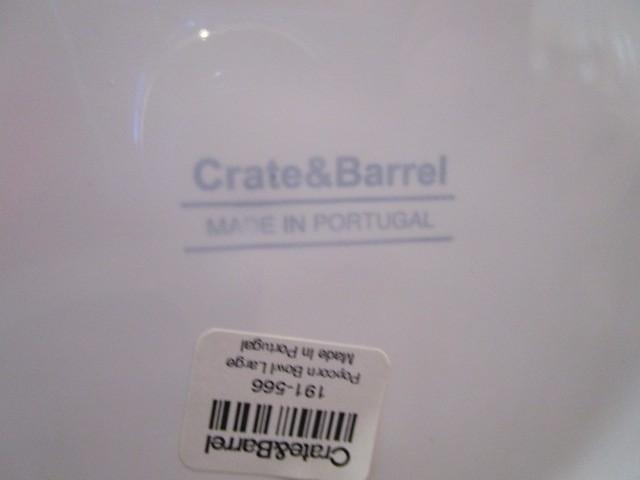 Crate&Barrel
MADE IN PORTUGAL
Crate&Barrel
191-566
Popcorn Bowl Large
Made In Portugal